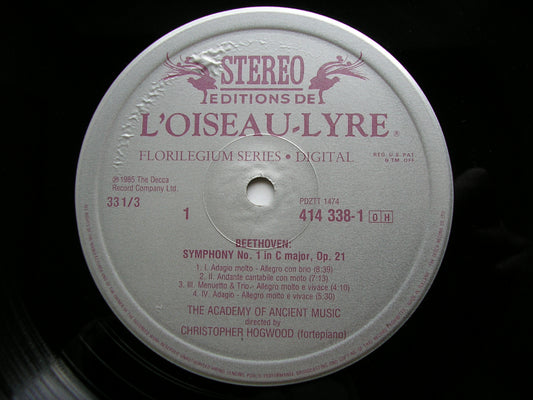 STEREO
EDITIONS DE
L'OISEAU-LYRE ®
FLORILEGIUM SERIES • DIGITAL
REG. U.S. PAT.
& TM. OFF.
℗ 1985 The Decca
Record Company Ltd.
33 1/3
1
PDZTT 1474
414 338-1 OH
BEETHOVEN:
SYMPHONY No. 1 in C major, Op. 21
1. I. Adagio molto - Allegro con brio (8:39)
2. II. Andante cantabile con moto (7:13)
3. III. Menuetto & Trio - Allegro molto e vivace (4:10)
4. IV. Adagio - Allegro molto e vivace (5:30)
THE ACADEMY OF ANCIENT MUSIC
directed by
CHRISTOPHER HOGWOOD (fortepiano)